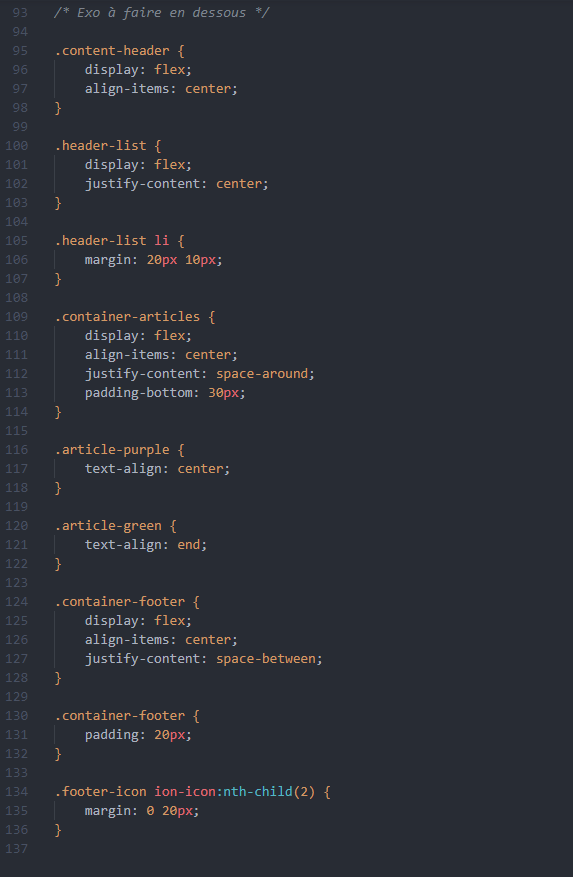 93 /* Exo à faire en dessous */
94
95 .content-header {
96     display: flex;
97     align-items: center;
98 }
99
100 .header-list {
101     display: flex;
102     justify-content: center;
103 }
104
105 .header-list li {
106     margin: 20px 10px;
107 }
108
109 .container-articles {
110     display: flex;
111     align-items: center;
112     justify-content: space-around;
113     padding-bottom: 30px;
114 }
115
116 .article-purple {
117     text-align: center;
118 }
119
120 .article-green {
121     text-align: end;
122 }
123
124 .container-footer {
125     display: flex;
126     align-items: center;
127     justify-content: space-between;
128 }
129
130 .container-footer {
131     padding: 20px;
132 }
133
134 .footer-icon ion-icon:nth-child(2) {
135     margin: 0 20px;
136 }
137